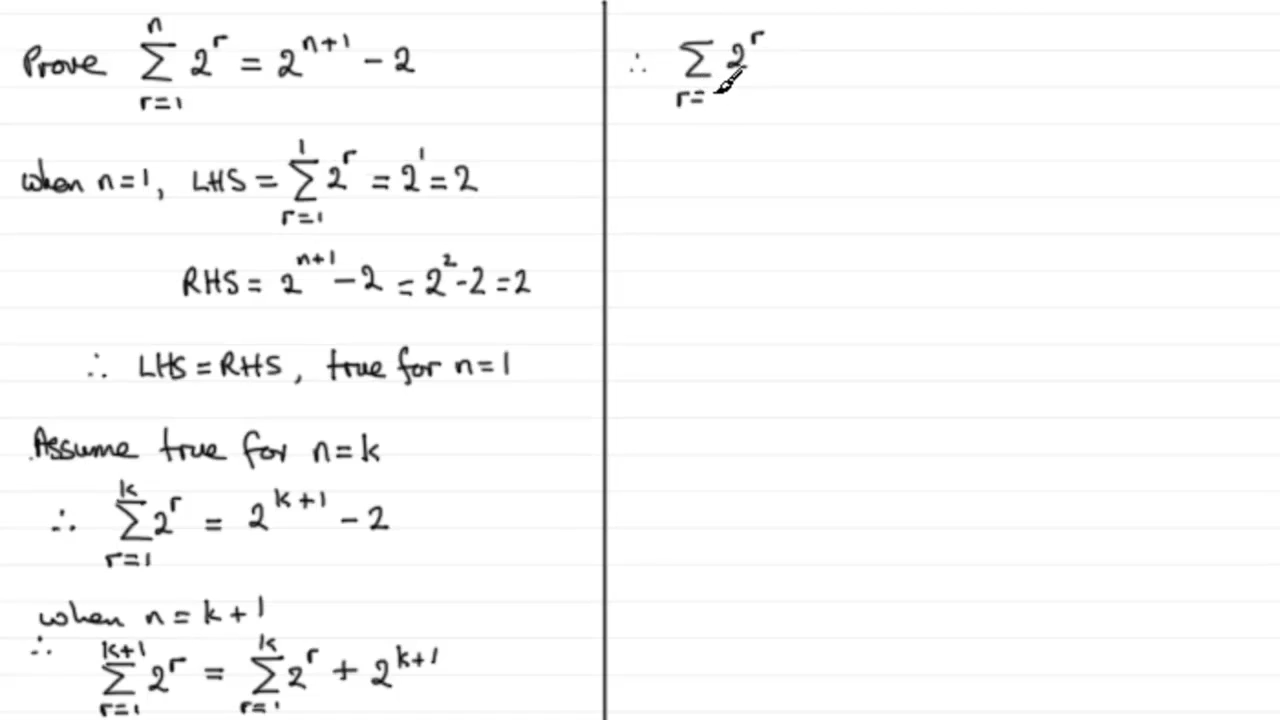 Prove ∑_{r=1}^{n} 2^r = 2^{n+1} - 2
When n=1, LHS = ∑_{r=1}^{1} 2^r = 2^1 = 2
RHS = 2^{n+1} - 2 = 2^2 - 2 = 2
∴ LHS = RHS, true for n=1
Assume true for n=k
∴ ∑_{r=1}^{k} 2^r = 2^{k+1} - 2
when n = k+1
∴ ∑_{r=1}^{k+1} 2^r = ∑_{r=1}^{k} 2^r + 2^{k+1}
∴ ∑_{r=} 2^r